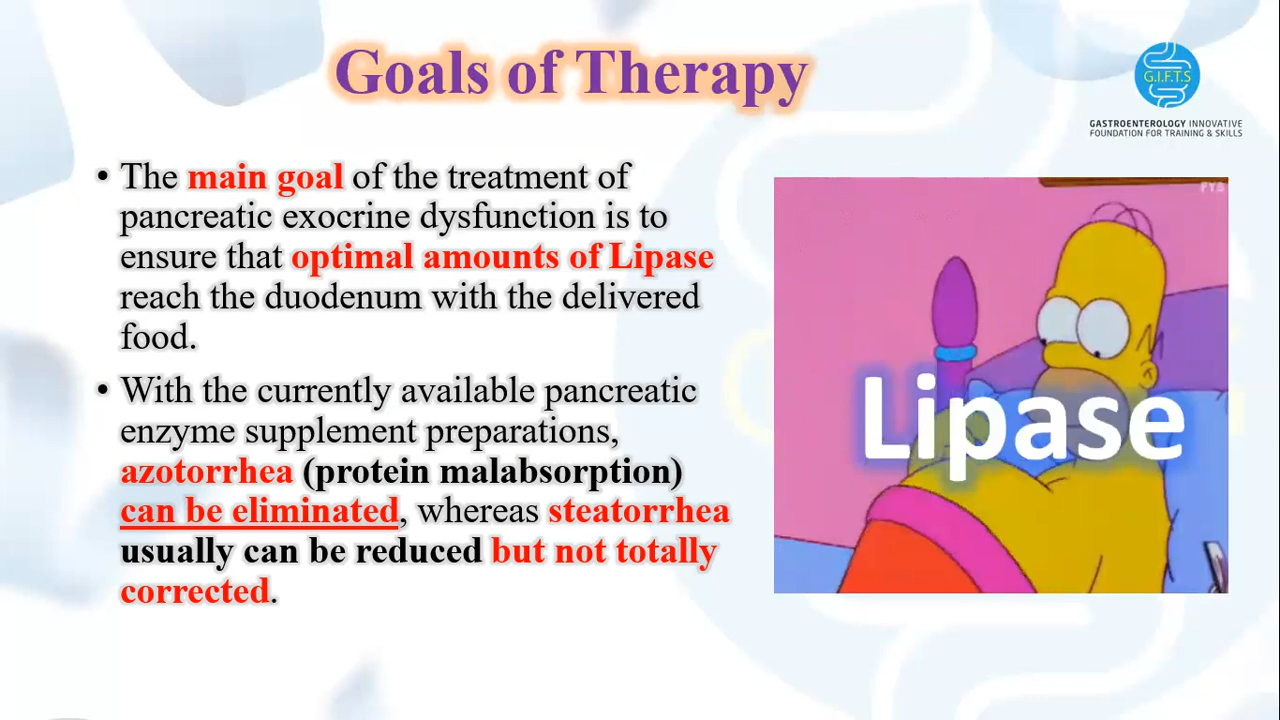 Goals of Therapy
G.I.F.T.S
GASTROENTEROLOGY INNOVATIVE
FOUNDATION FOR TRAINING & SKILLS
• The main goal of the treatment of
pancreatic exocrine dysfunction is to
ensure that optimal amounts of Lipase
reach the duodenum with the delivered
food.
• With the currently available pancreatic
enzyme supplement preparations,
azotorrhea (protein malabsorption)
can be eliminated, whereas steatorrhea
usually can be reduced but not totally
corrected.
Lipase